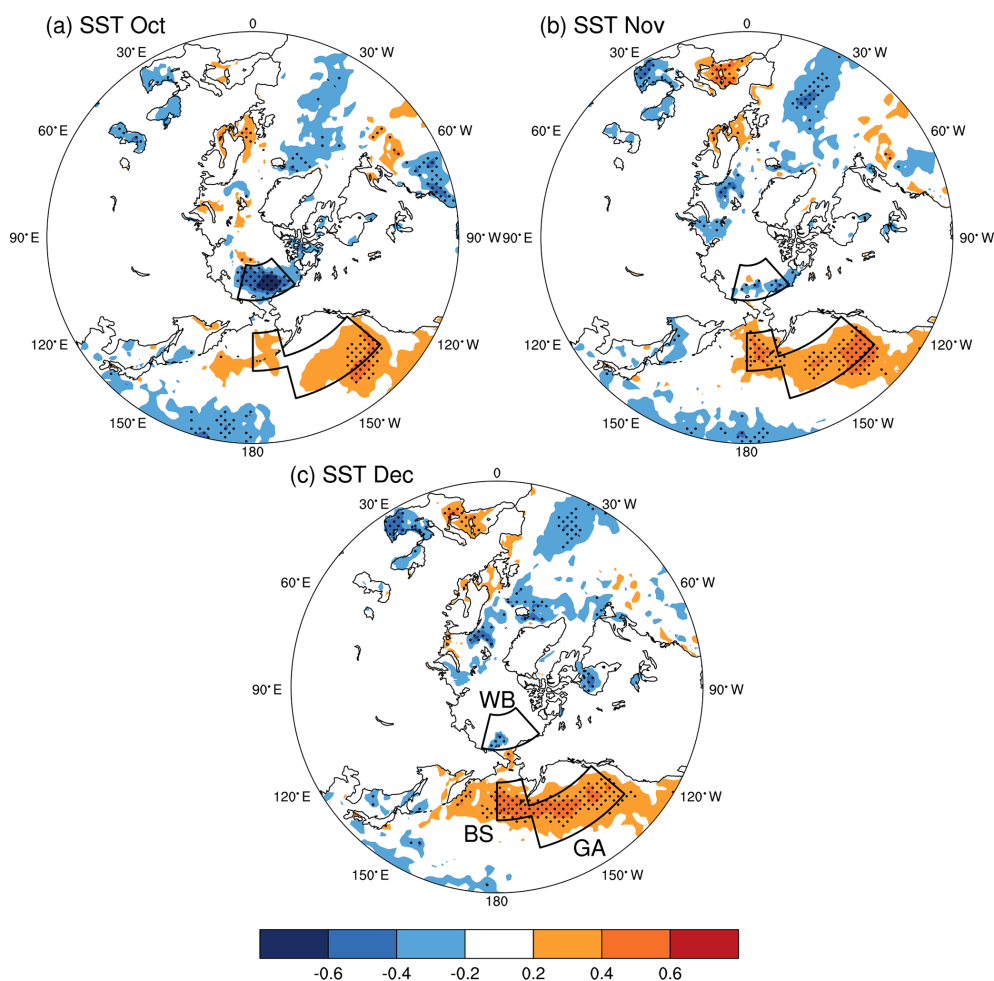 (a) SST Oct
(b) SST Nov
0
0
30°E
30°W
30°E
30°W
60°E
60°W
60°E
60°W
90°E
90°W
90°E
90°W
120°E
120°W
120°E
120°W
150°E
150°W
150°E
150°W
180
180
(c) SST Dec
0
30°E
30°W
60°E
60°W
90°E
WB
90°W
120°E
120°W
BS
GA
150°E
150°W
180
-0.6
-0.4
-0.2
0.2
0.4
0.6